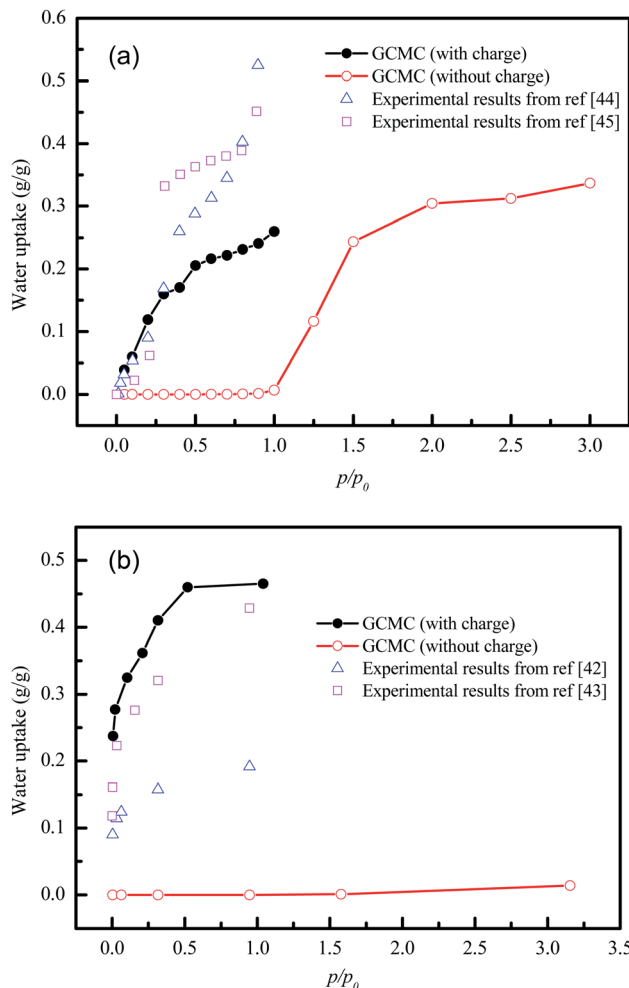 0.6
(a)
GCMC (with charge)
GCMC (without charge)
Experimental results from ref [44]
Experimental results from ref [45]
0.5
0.4
0.3
0.2
0.1
0.0
Water uptake (g/g)
0.0 0.5 1.0 1.5 2.0 2.5 3.0
p/p0
(b)
0.5
GCMC (with charge)
GCMC (without charge)
Experimental results from ref [42]
Experimental results from ref [43]
0.4
0.3
0.2
0.1
0.0
Water uptake (g/g)
0.0 0.5 1.0 1.5 2.0 2.5 3.0 3.5
p/p0